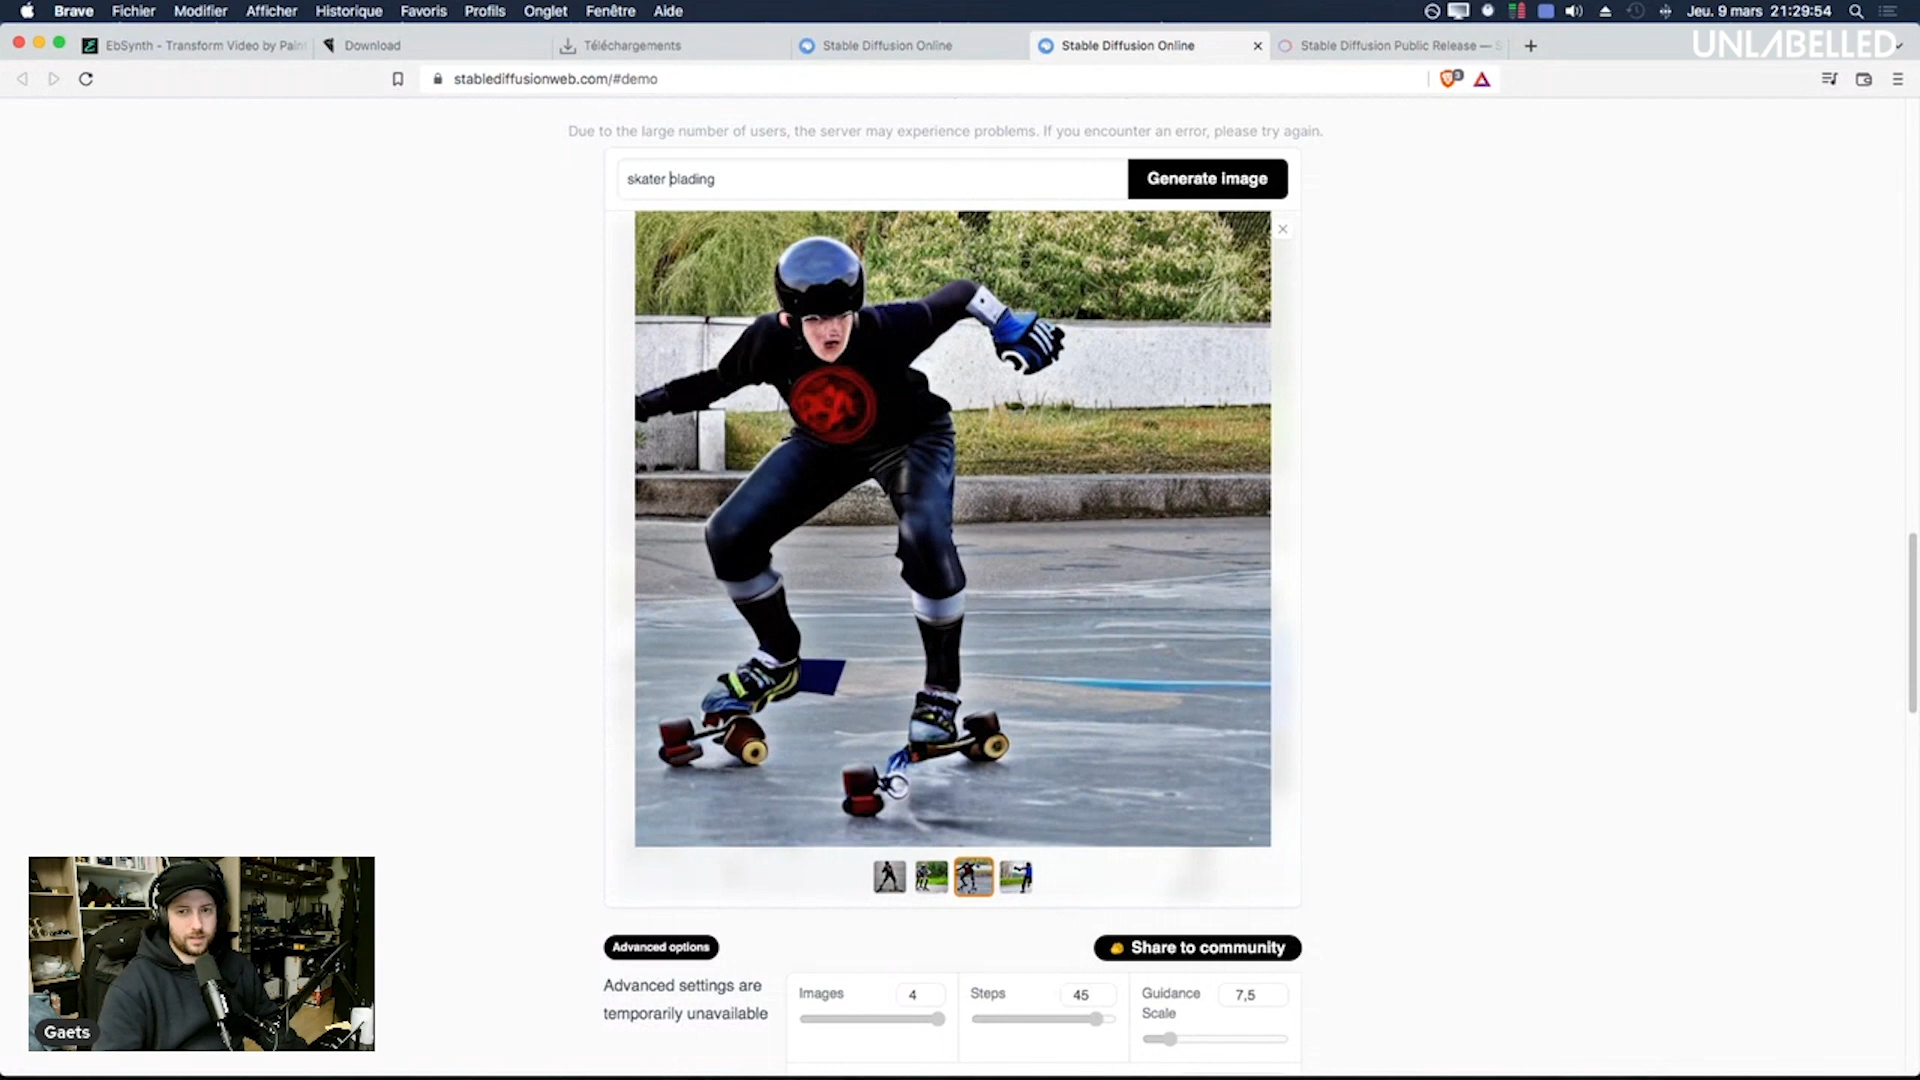 Brave Fichier Modifier Afficher Historique Favoris Profils Onglet Fenêtre Aide
Jeu. 9 mars 21:29:54
EbSynth - Transform Video by Pain
Download
Téléchargements
Stable Diffusion Online
Stable Diffusion Online
Stable Diffusion Public Release — S
UNLABELLED
stablediffusionweb.com/#demo
3
Due to the large number of users, the server may experience problems. If you encounter an error, please try again.
skater blading
Generate image
Advanced options
Share to community
Advanced settings are
temporarily unavailable
Images 4
Steps 45
Guidance
Scale
7,5
Gaets